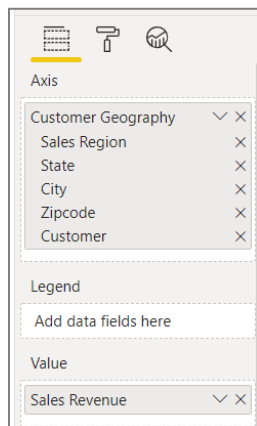 Axis
Customer Geography
Sales Region
State
City
Zipcode
Customer
Legend
Add data fields here
Value
Sales Revenue